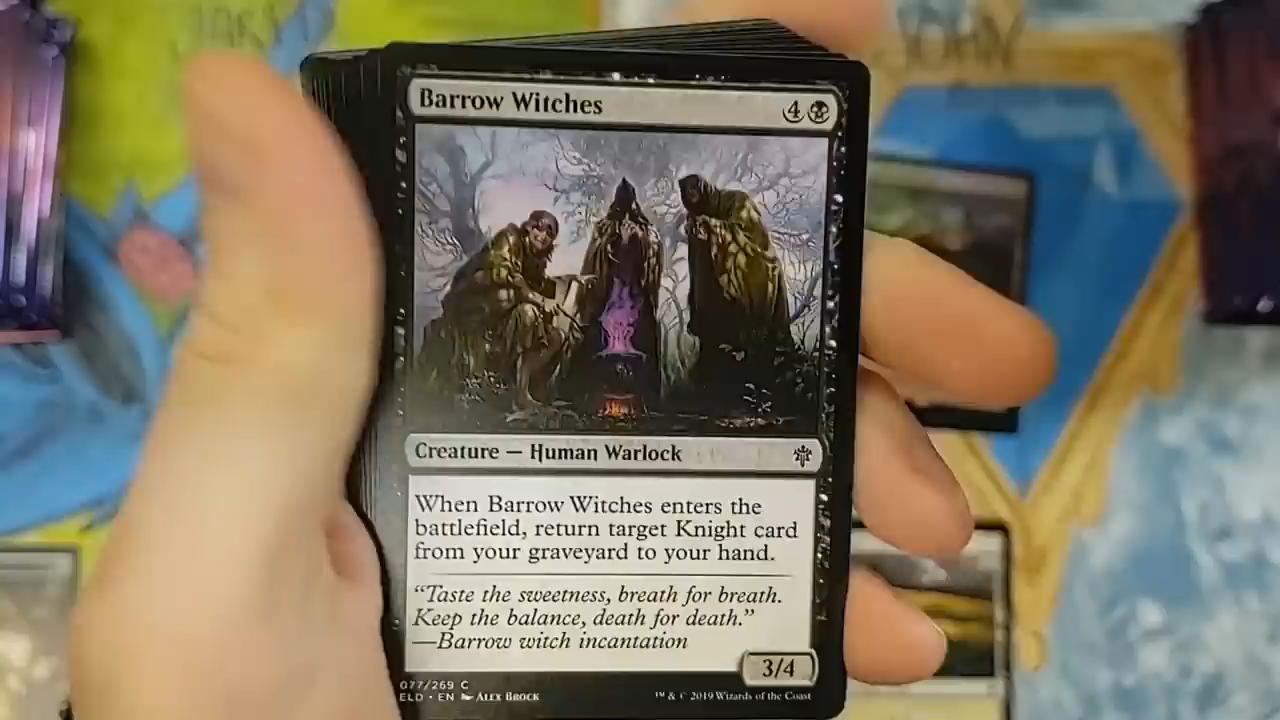 JOHN
Barrow Witches 4
Creature — Human Warlock
When Barrow Witches enters the
battlefield, return target Knight card
from your graveyard to your hand.
“Taste the sweetness, breath for breath.
Keep the balance, death for death.”
—Barrow witch incantation
3/4
077/269 C
ELD • EN ALEX BROCK
™ & © 2019 Wizards of the Coast